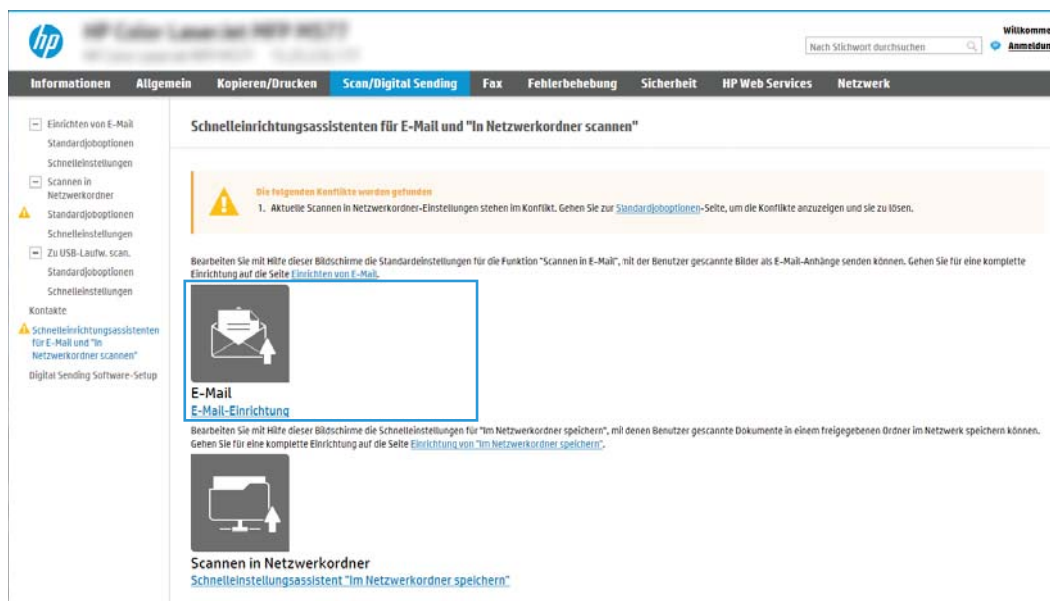 hp
Willkomme
Nach Stichwort durchsuchen
Anmeldun
Informationen Allgemein Kopieren/Drucken Scan/Digital Sending Fax Fehlerbehebung Sicherheit HP Web Services Netzwerk
Einrichten von E-Mail
Standardjoboptionen
Schnelleinstellungen
Scannen in
Netzwerkordner
Standardjoboptionen
Schnelleinstellungen
Zu USB-Laufw. scan.
Standardjoboptionen
Schnelleinstellungen
Kontakte
Schnelleinrichtungsassistenten
für E-Mail und "In
Netzwerkordner scannen"
Digital Sending Software-Setup
Schnelleinrichtungsassistenten für E-Mail und "In Netzwerkordner scannen"
Die folgenden Konflikte wurden gefunden
1. Aktuelle Scannen in Netzwerkordner-Einstellungen stehen im Konflikt. Gehen Sie zur Standardjoboptionen-Seite, um die Konflikte anzuzeigen und sie zu lösen.
Bearbeiten Sie mit Hilfe dieser Bildschirme die Standardeinstellungen für die Funktion "Scannen in E-Mail", mit der Benutzer gescannte Bilder als E-Mail-Anhänge senden können. Gehen Sie für eine komplette
Einrichtung auf die Seite Einrichten von E-Mail.
E-Mail
E-Mail-Einrichtung
Bearbeiten Sie mit Hilfe dieser Bildschirme die Schnelleinstellungen für "Im Netzwerkordner speichern", mit denen Benutzer gescannte Dokumente in einem freigegebenen Ordner im Netzwerk speichern können.
Gehen Sie für eine komplette Einrichtung auf die Seite Einrichtung von "Im Netzwerkordner speichern".
Scannen in Netzwerkordner
Schnelleinstellungsassistent "Im Netzwerkordner speichern"